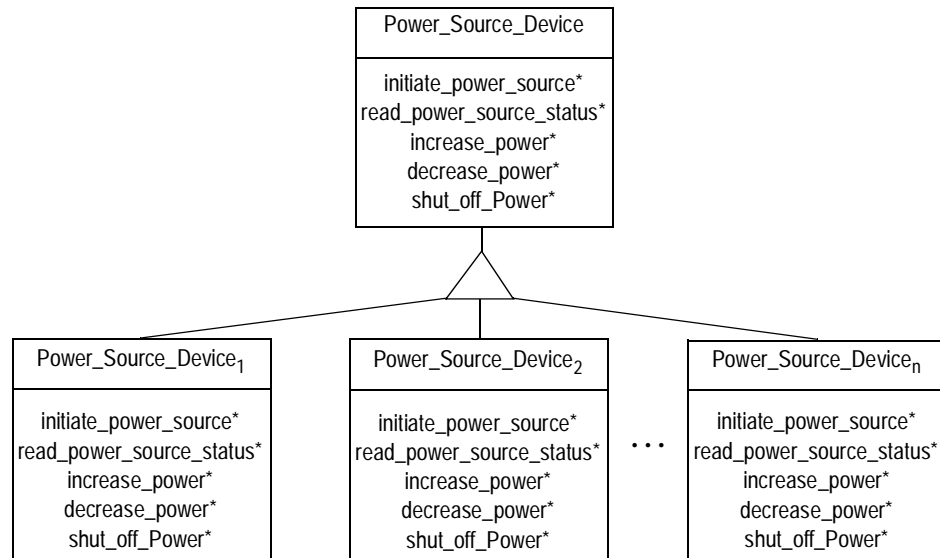 Power_Source_Device
initiate_power_source*
read_power_source_status*
increase_power*
decrease_power*
shut_off_Power*
Power_Source_Device1
initiate_power_source*
read_power_source_status*
increase_power*
decrease_power*
shut_off_Power*
Power_Source_Device2
initiate_power_source*
read_power_source_status*
increase_power*
decrease_power*
shut_off_Power*
...
Power_Source_Devicen
initiate_power_source*
read_power_source_status*
increase_power*
decrease_power*
shut_off_Power*